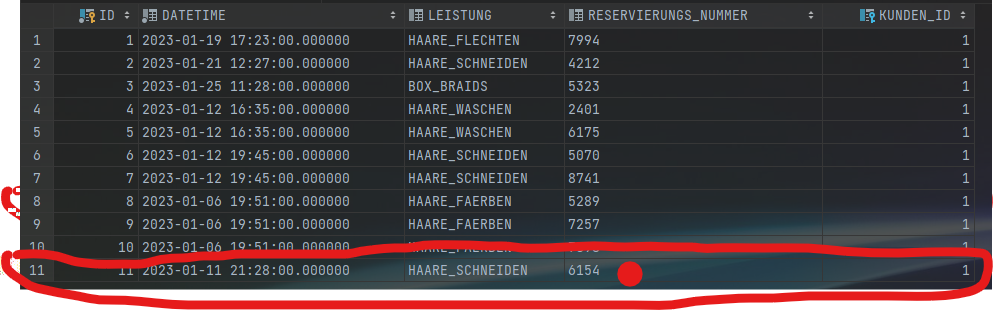 ID DATETIME LEISTUNG RESERVIERUNGS_NUMMER KUNDEN_ID
1 1 2023-01-19 17:23:00.000000 HAARE_FLECHTEN 7994 1
2 2 2023-01-21 12:27:00.000000 HAARE_SCHNEIDEN 4212 1
3 3 2023-01-25 11:28:00.000000 BOX_BRAIDS 5323 1
4 4 2023-01-12 16:35:00.000000 HAARE_WASCHEN 2401 1
5 5 2023-01-12 16:35:00.000000 HAARE_WASCHEN 6175 1
6 6 2023-01-12 19:45:00.000000 HAARE_SCHNEIDEN 5070 1
7 7 2023-01-12 19:45:00.000000 HAARE_SCHNEIDEN 8741 1
8 8 2023-01-06 19:51:00.000000 HAARE_FAERBEN 5289 1
9 9 2023-01-06 19:51:00.000000 HAARE_FAERBEN 7257 1
10 10 2023-01-06 19:51:00.000000 HAARE_FAERBEN 1
11 11 2023-01-11 21:28:00.000000 HAARE_SCHNEIDEN 6154 1